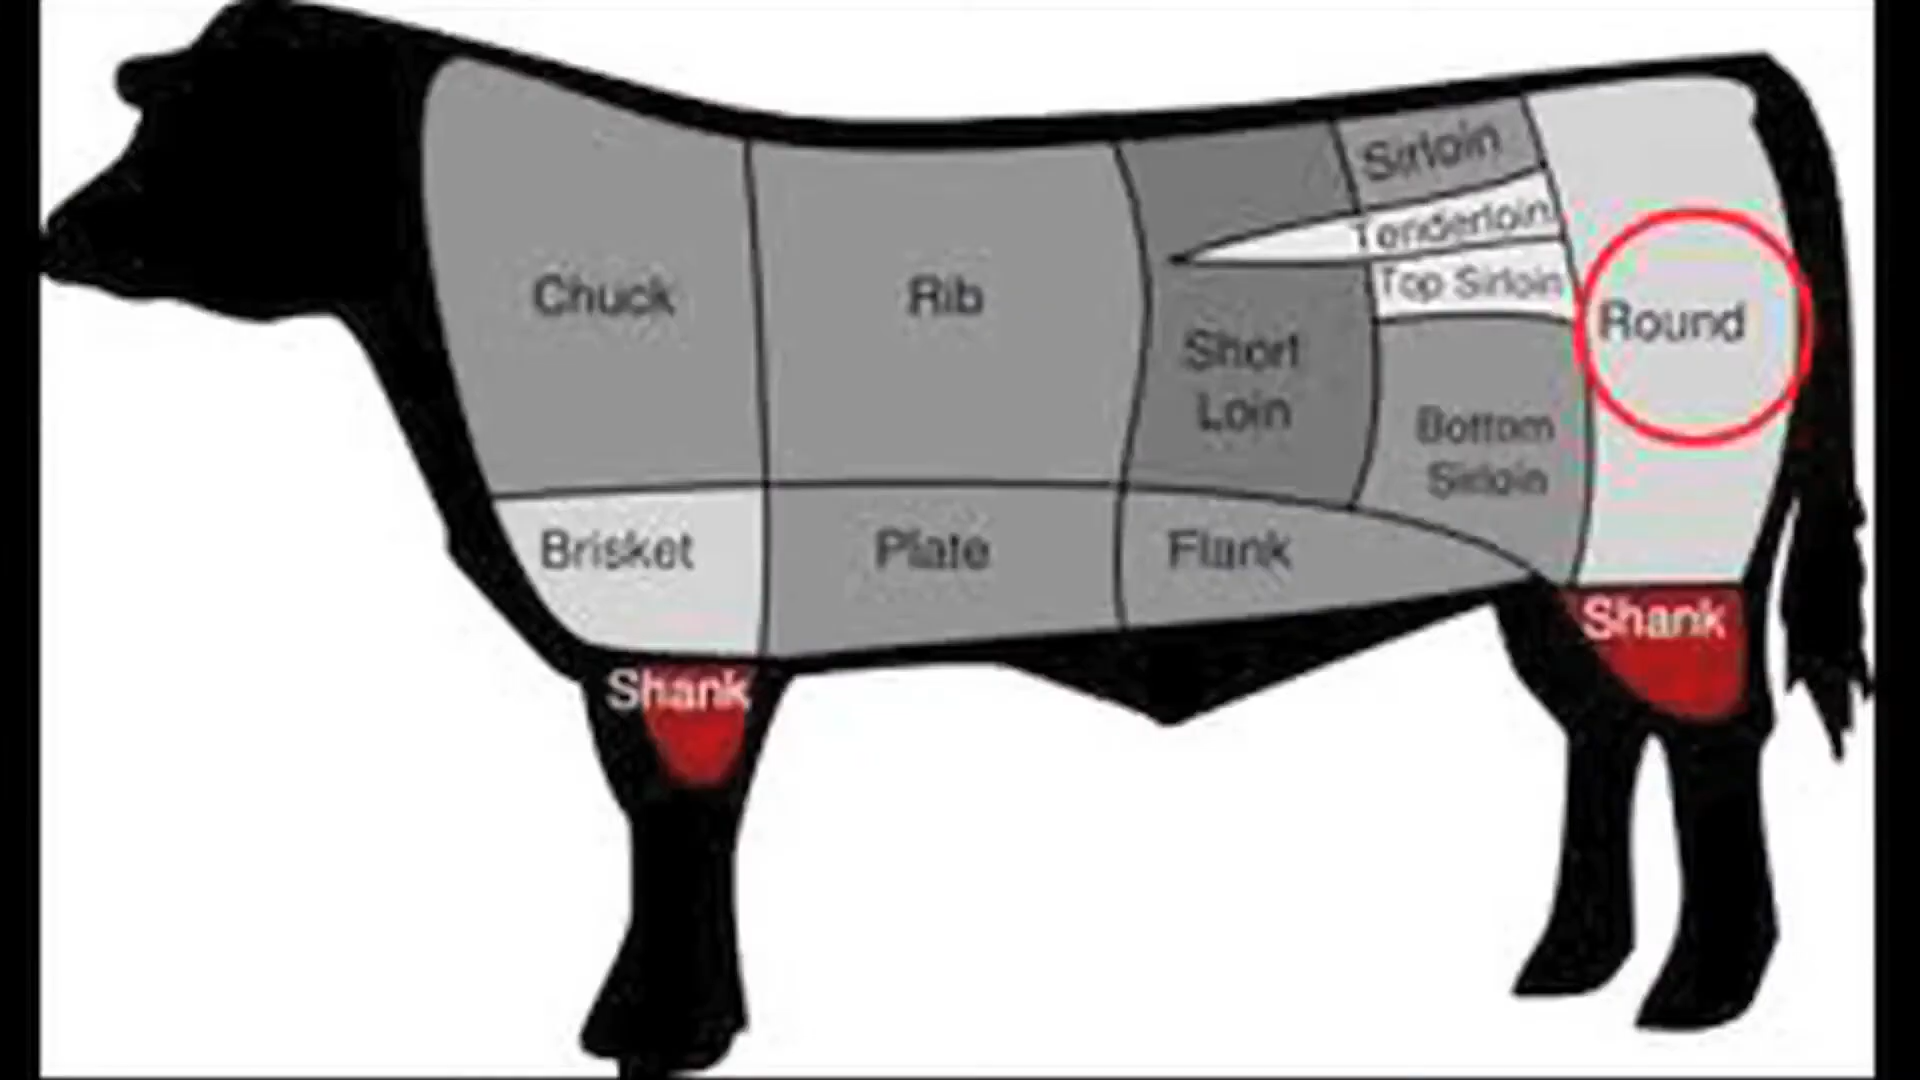 Sirloin
Tenderloin
Top Sirloin
Chuck
Rib
Round
Short
Loin
Bottom
Sirloin
Brisket
Plate
Flank
Shank
Shank